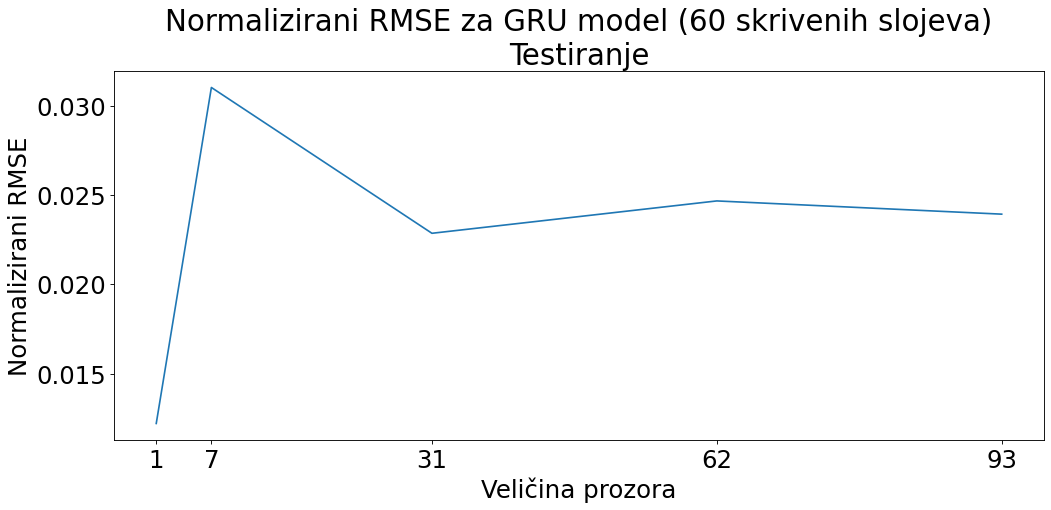 Normalizirani RMSE za GRU model (60 skrivenih slojeva)
Testiranje
Normalizirani RMSE
0.030
0.025
0.020
0.015
1 7 31 62 93
Veličina prozora